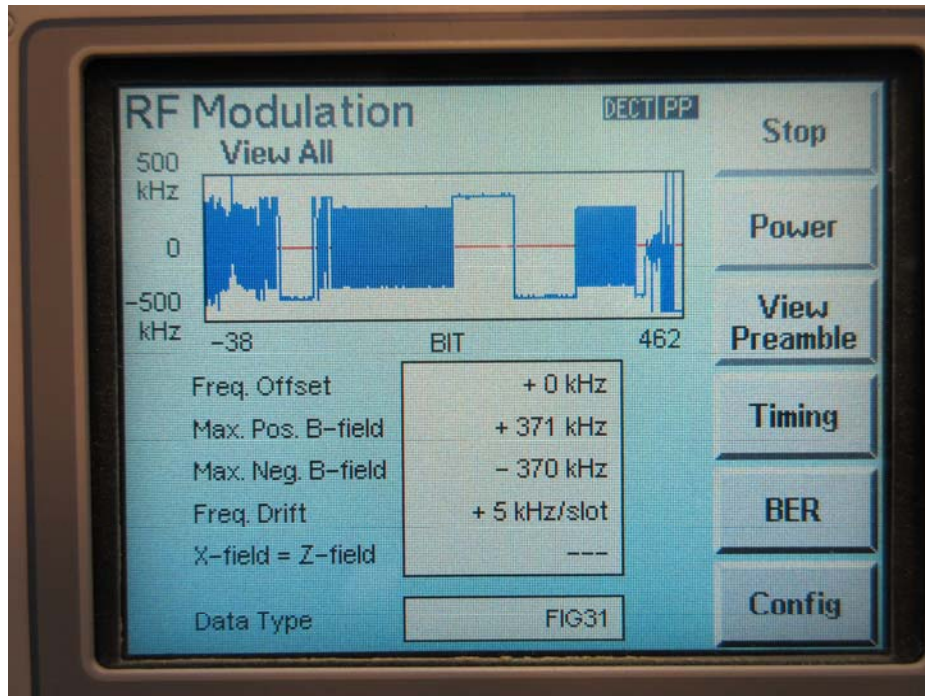 RF Modulation DECT PP
View All
500
kHz
0
-500
kHz
-38 BIT 462
Freq. Offset + 0 kHz
Max. Pos. B-field + 371 kHz
Max. Neg. B-field - 370 kHz
Freq. Drift + 5 kHz/slot
X-field = Z-field ---
Data Type FIG31
Stop
Power
View
Preamble
Timing
BER
Config